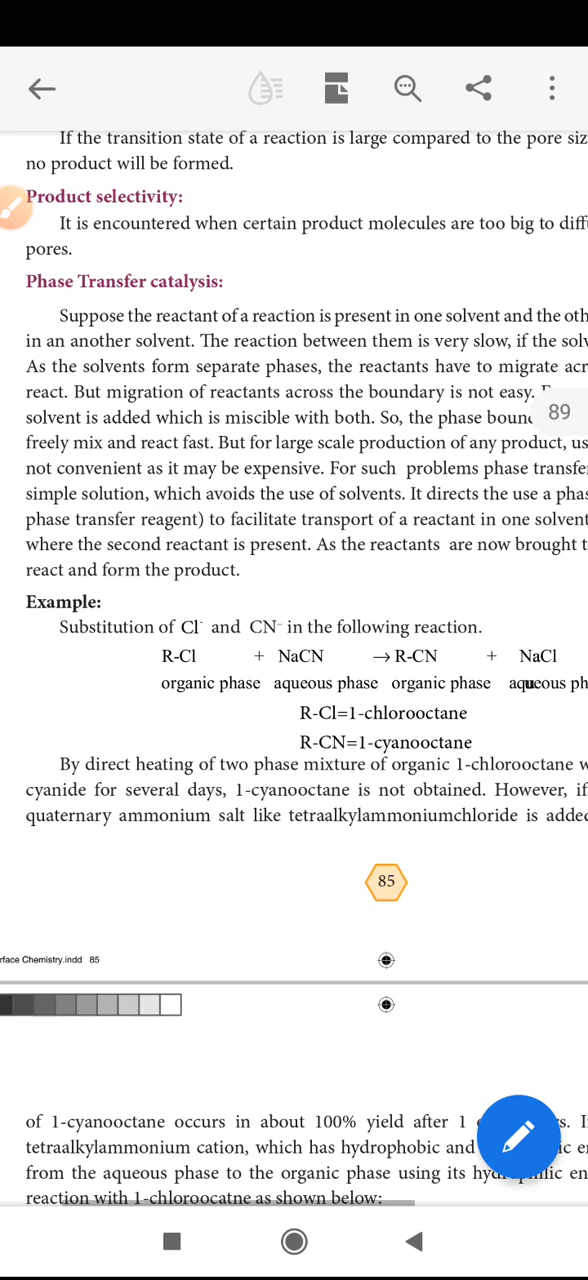 If the transition state of a reaction is large compared to the pore siz
no product will be formed.
Product selectivity:
It is encountered when certain product molecules are too big to diff
pores.
Phase Transfer catalysis:
Suppose the reactant of a reaction is present in one solvent and the oth
in an another solvent. The reaction between them is very slow, if the solv
As the solvents form separate phases, the reactants have to migrate acr
react. But migration of reactants across the boundary is not easy.
89
solvent is added which is miscible with both. So, the phase boun
freely mix and react fast. But for large scale production of any product, us
not convenient as it may be expensive. For such problems phase transfe
simple solution, which avoids the use of solvents. It directs the use a phas
phase transfer reagent) to facilitate transport of a reactant in one solvent
where the second reactant is present. As the reactants are now brought t
react and form the product.
Example:
Substitution of Cl⁻ and CN⁻ in the following reaction.
R-Cl + NaCN → R-CN + NaCl
organic phase aqueous phase organic phase aqueous ph
R-Cl=1-chlorooctane
R-CN=1-cyanooctane
By direct heating of two phase mixture of organic 1-chlorooctane w
cyanide for several days, 1-cyanooctane is not obtained. However, if
quaternary ammonium salt like tetraalkylammoniumchloride is adde
85
rface Chemistry.indd 85
of 1-cyanooctane occurs in about 100% yield after 1 s. I
tetraalkylammonium cation, which has hydrophobic and ic e
from the aqueous phase to the organic phase using its hydrophilic en
reaction with 1-chloroocatne as shown below: